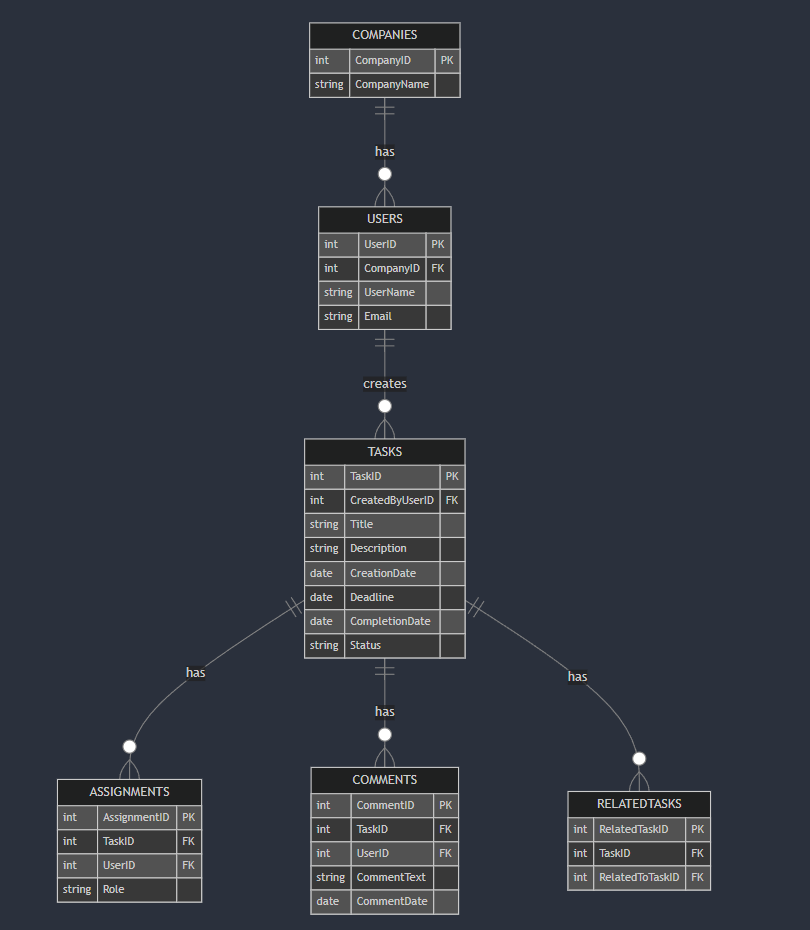 COMPANIES
int CompanyID PK
string CompanyName
has
USERS
int UserID PK
int CompanyID FK
string UserName
string Email
creates
TASKS
int TaskID PK
int CreatedByUserID FK
string Title
string Description
date CreationDate
date Deadline
date CompletionDate
string Status
has
has
has
ASSIGNMENTS
int AssignmentID PK
int TaskID FK
int UserID FK
string Role
COMMENTS
int CommentID PK
int TaskID FK
int UserID FK
string CommentText
date CommentDate
RELATEDTASKS
int RelatedTaskID PK
int TaskID FK
int RelatedToTaskID FK